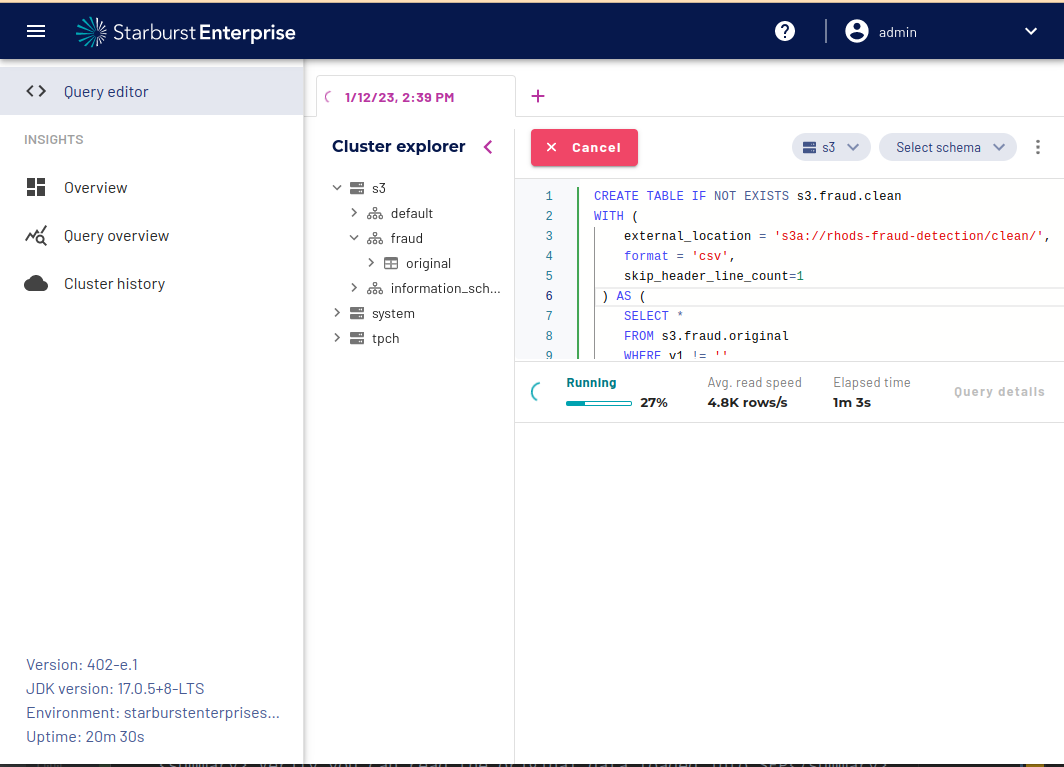 Starburst Enterprise
admin
Query editor
INSIGHTS
Overview
Query overview
Cluster history
Version: 402-e.1
JDK version: 17.0.5+8-LTS
Environment: starburstenterprises...
Uptime: 20m 30s
1/12/23, 2:39 PM
+
Cluster explorer
s3
default
fraud
original
information_sch...
system
tpch
Cancel
s3
Select schema
1 CREATE TABLE IF NOT EXISTS s3.fraud.clean
2 WITH (
3 external_location = 's3a://rhods-fraud-detection/clean/',
4 format = 'csv',
5 skip_header_line_count=1
6 ) AS (
7 SELECT *
8 FROM s3.fraud.original
9 WHERE v1 != ''
Running
27%
Avg. read speed
4.8K rows/s
Elapsed time
1m 3s
Query details